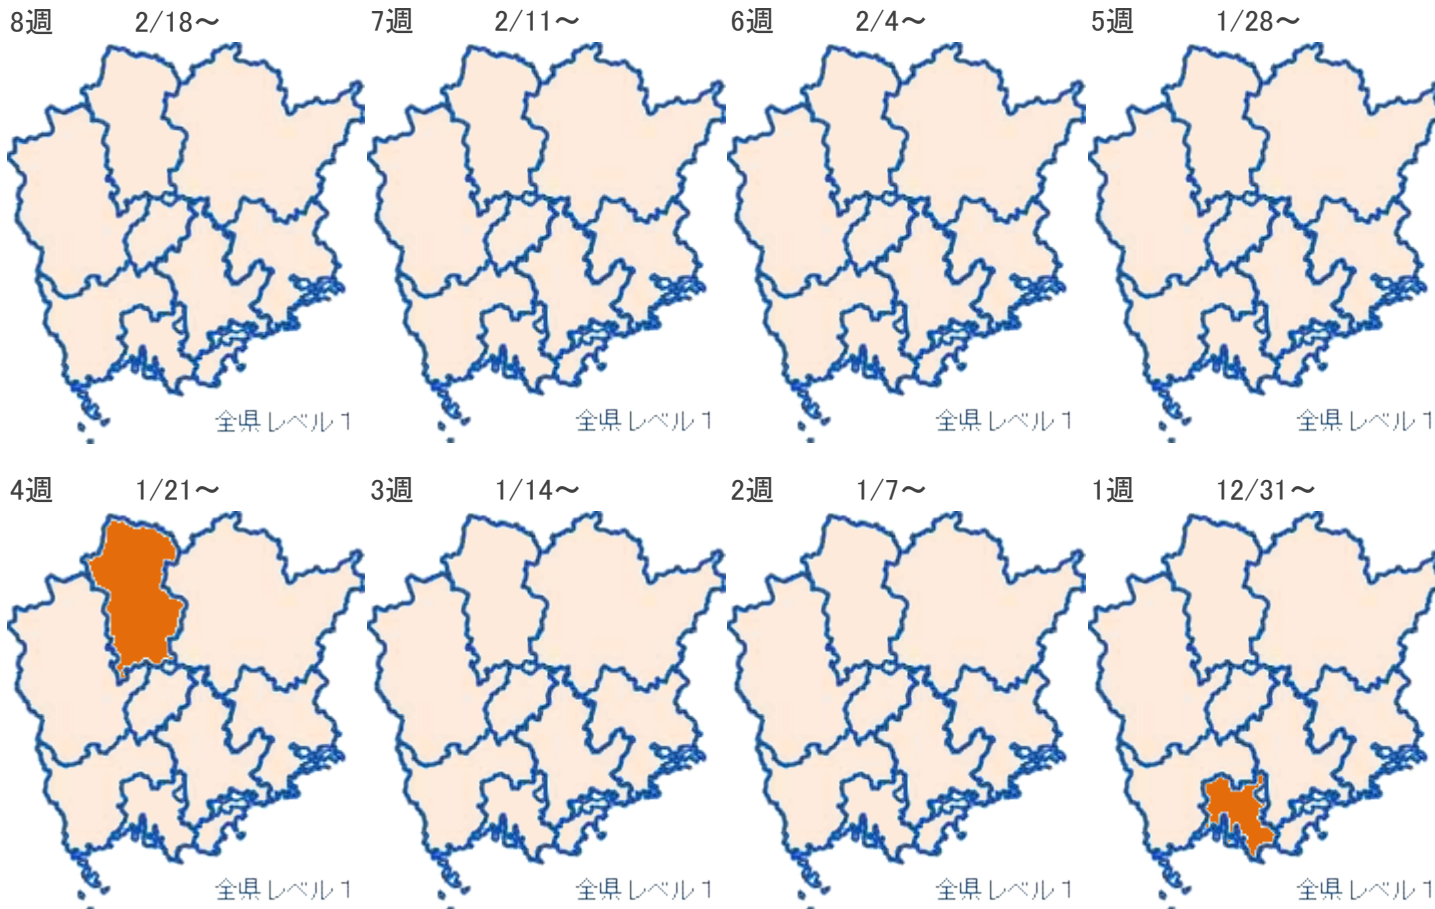 8週 2/18～
7週 2/11～
6週 2/4～
5週 1/28～
全県レベル１
全県レベル１
全県レベル１
全県レベル１
4週 1/21～
3週 1/14～
2週 1/7～
1週 12/31～
全県レベル１
全県レベル１
全県レベル１
全県レベル１